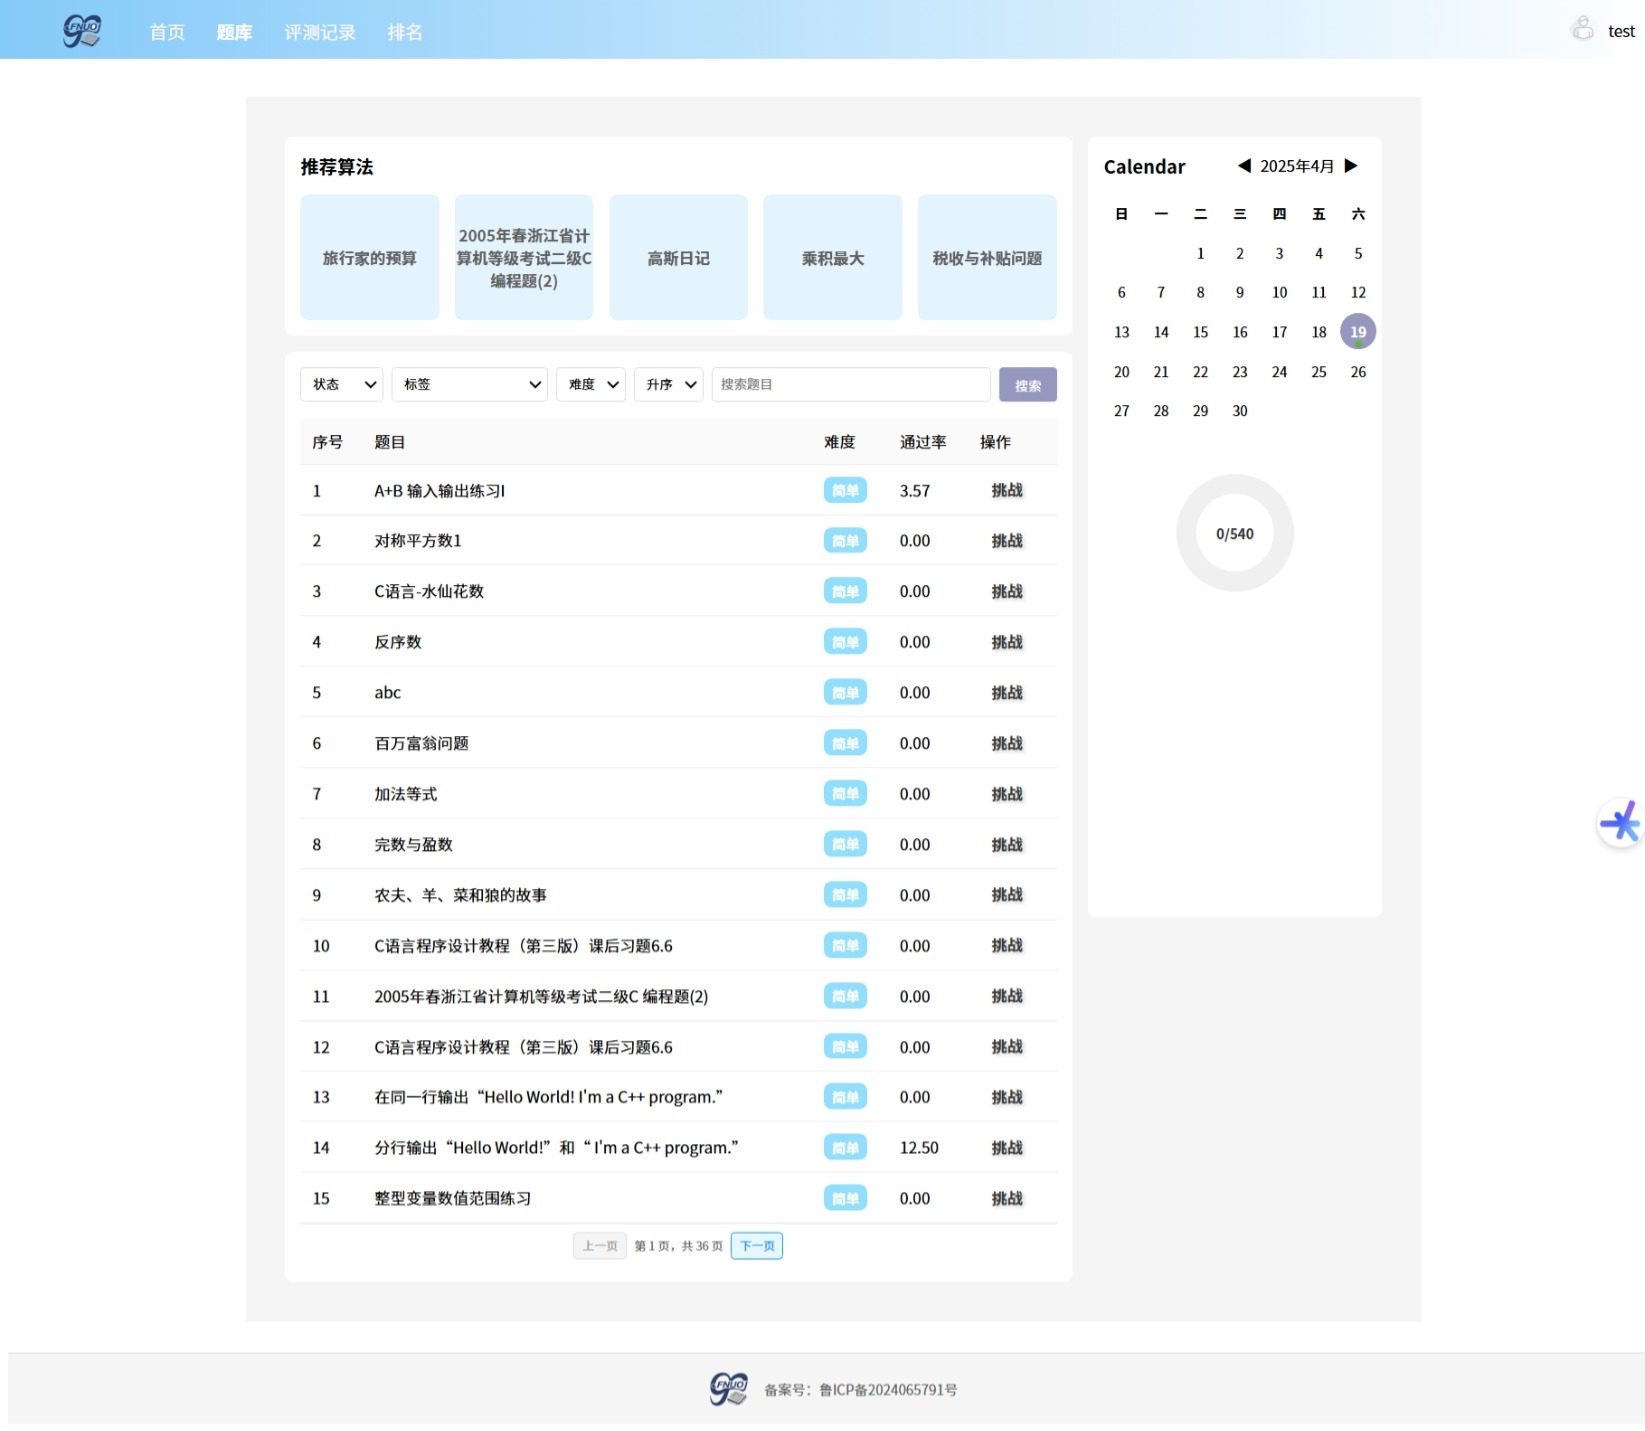 FNUO
首页 题库 评测记录 排名
test
推荐算法
旅行家的预算
2005年春浙江省计
算机等级考试二级C
编程题(2)
高斯日记
乘积最大
税收与补贴问题
Calendar ◀ 2025年4月 ▶
日 一 二 三 四 五 六
1 2 3 4 5
6 7 8 9 10 11 12
13 14 15 16 17 18 19
20 21 22 23 24 25 26
27 28 29 30
0/540
状态 标签 难度 升序 搜索题目 搜索
序号 题目 难度 通过率 操作
1 A+B 输入输出练习I 简单 3.57 挑战
2 对称平方数1 简单 0.00 挑战
3 C语言-水仙花数 简单 0.00 挑战
4 反序数 简单 0.00 挑战
5 abc 简单 0.00 挑战
6 百万富翁问题 简单 0.00 挑战
7 加法等式 简单 0.00 挑战
8 完数与盈数 简单 0.00 挑战
9 农夫、羊、菜和狼的故事 简单 0.00 挑战
10 C语言程序设计教程（第三版）课后习题6.6 简单 0.00 挑战
11 2005年春浙江省计算机等级考试二级C 编程题(2) 简单 0.00 挑战
12 C语言程序设计教程（第三版）课后习题6.6 简单 0.00 挑战
13 在同一行输出“Hello World! I'm a C++ program.” 简单 0.00 挑战
14 分行输出“Hello World!”和“ I'm a C++ program.” 简单 12.50 挑战
15 整型变量数值范围练习 简单 0.00 挑战
上一页 第 1 页，共 36 页 下一页
FNUO
备案号：鲁ICP备2024065791号